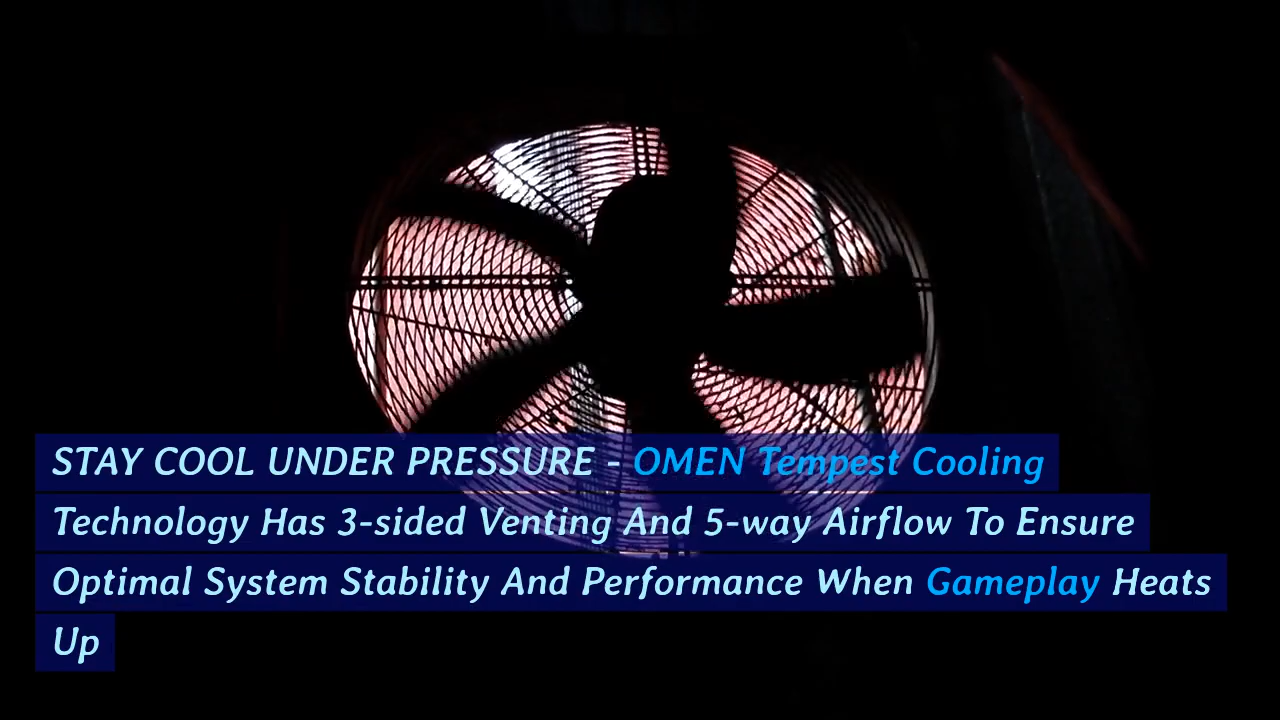 STAY COOL UNDER PRESSURE - OMEN Tempest Cooling
Technology Has 3-sided Venting And 5-way Airflow To Ensure
Optimal System Stability And Performance When Gameplay Heats
Up